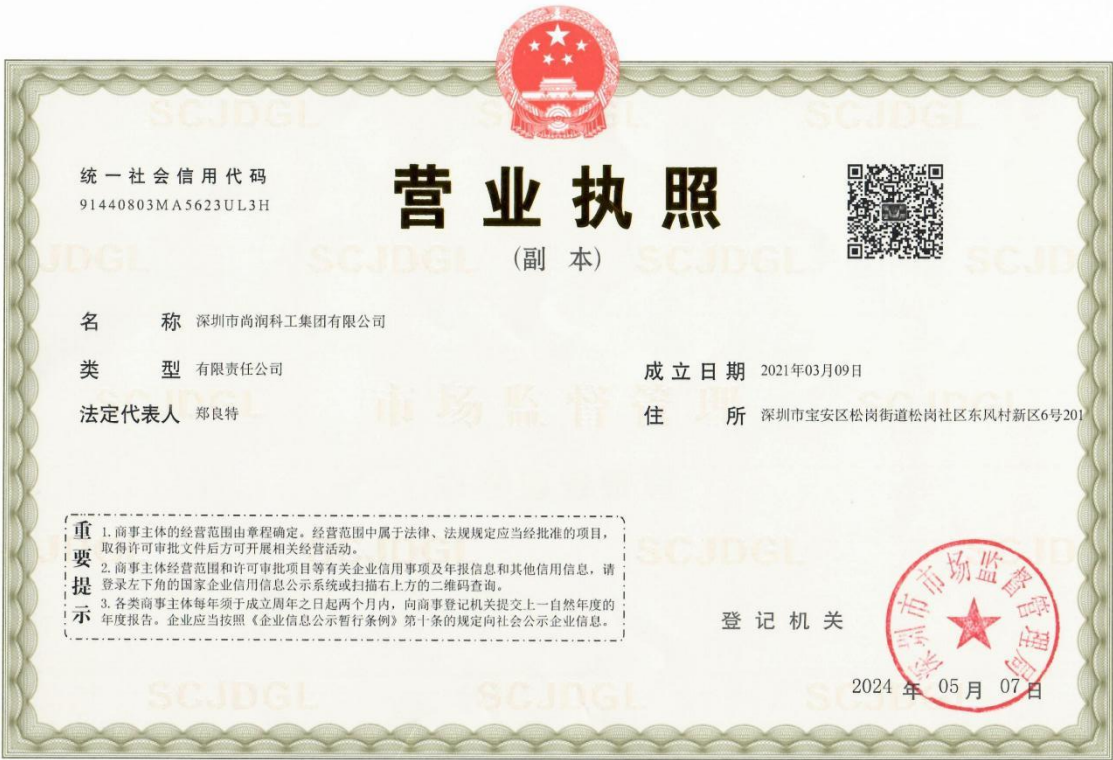 统一社会信用代码
91440803MA5623UL3H
营业执照
(副 本)
名 称 深圳市尚润科工集团有限公司
类 型 有限责任公司
法定代表人 郑良特
成立日期 2021年03月09日
住 所 深圳市宝安区松岗街道松岗社区东风村新区6号201
重要提示
1. 商事主体的经营范围由章程确定。经营范围中属于法律、法规规定应当经批准的项目，
取得许可审批文件后方可开展相关经营活动。
2. 商事主体经营范围和许可审批项目等有关企业信用事项及年报信息和其他信用信息，请
登录左下角的国家企业信用信息公示系统或扫描右上方的二维码查询。
3. 各类商事主体每年须于成立周年之日起两个月内，向商事登记机关提交上一自然年度的
年度报告。企业应当按照《企业信息公示暂行条例》第十条的规定向社会公示企业信息。
登记机关
深圳市市场监督管理局
2024 年 05 月 07 日
SCJDGL
市场监督管理